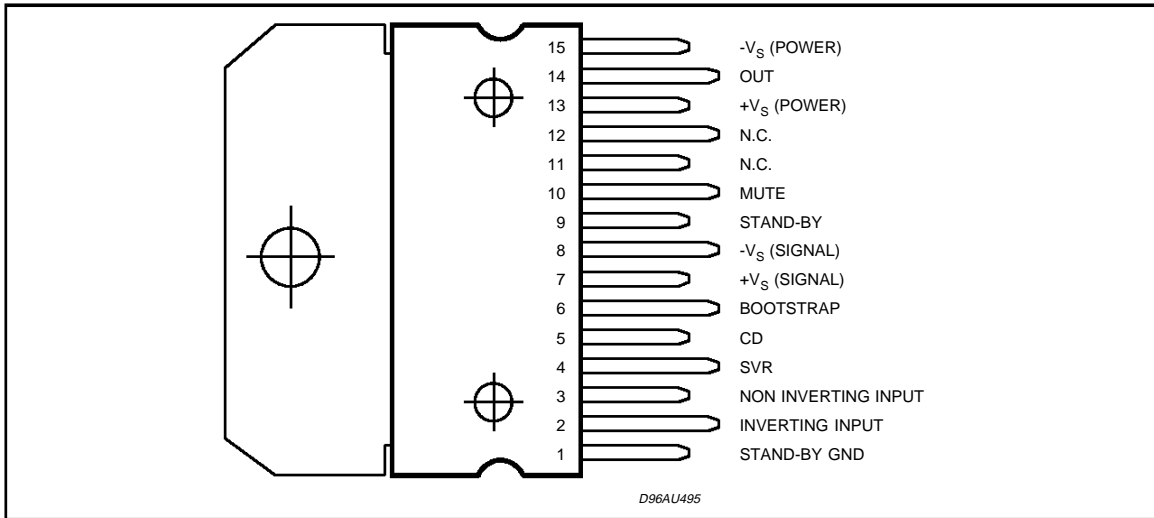 15 -V_S (POWER)
14 OUT
13 +V_S (POWER)
12 N.C.
11 N.C.
10 MUTE
9 STAND-BY
8 -V_S (SIGNAL)
7 +V_S (SIGNAL)
6 BOOTSTRAP
5 CD
4 SVR
3 NON INVERTING INPUT
2 INVERTING INPUT
1 STAND-BY GND
D96AU495